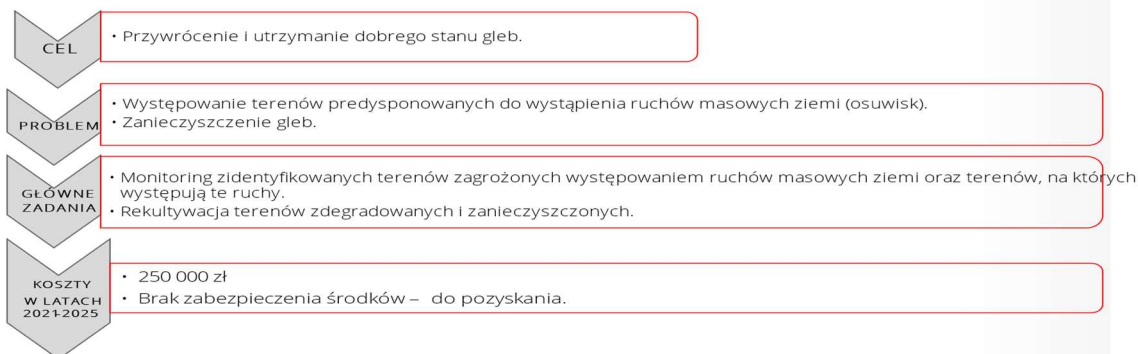 CEL
• Przywrócenie i utrzymanie dobrego stanu gleb.
PROBLEM
• Występowanie terenów predysponowanych do wystąpienia ruchów masowych ziemi (osuwisk).
• Zanieczyszczenie gleb.
GŁÓWNE
ZADANIA
• Monitoring zidentyfikowanych terenów zagrożonych występowaniem ruchów masowych ziemi oraz terenów, na których
występują te ruchy.
• Rekultywacja terenów zdegradowanych i zanieczyszczonych.
KOSZTY
W LATACH
2021-2025
• 250 000 zł
• Brak zabezpieczenia środków – do pozyskania.